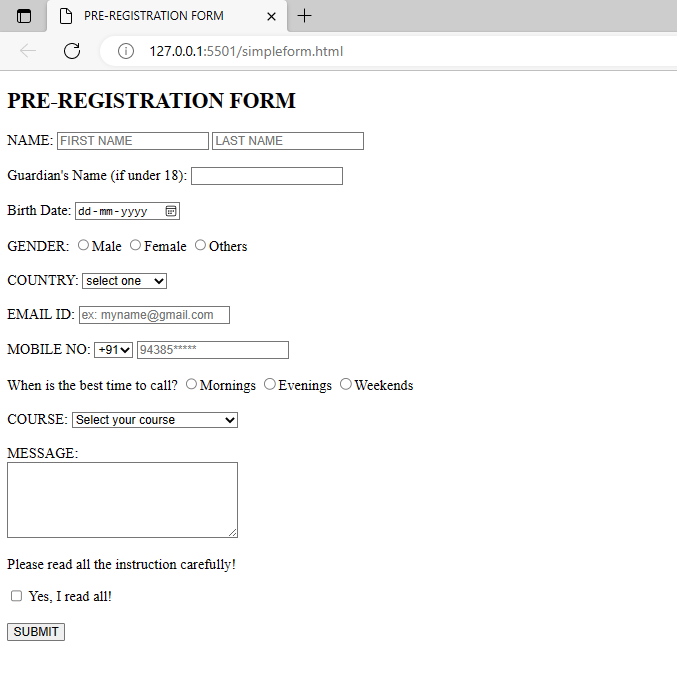 PRE-REGISTRATION FORM
127.0.0.1:5501/simpleform.html
PRE-REGISTRATION FORM
NAME: FIRST NAME LAST NAME
Guardian's Name (if under 18):
Birth Date: dd-mm-yyyy
GENDER: Male Female Others
COUNTRY: select one
EMAIL ID: ex: myname@gmail.com
MOBILE NO: +91 94385*****
When is the best time to call? Mornings Evenings Weekends
COURSE: Select your course
MESSAGE:
Please read all the instruction carefully!
Yes, I read all!
SUBMIT